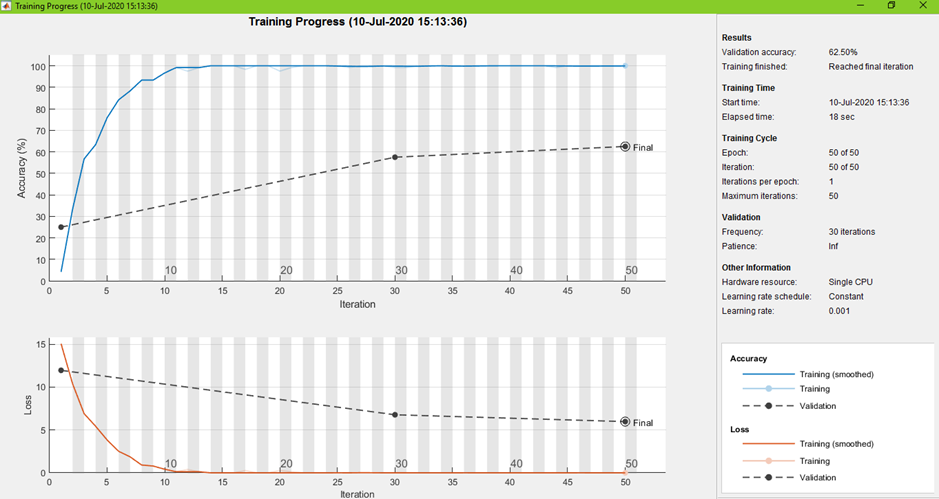 Training Progress (10-Jul-2020 15:13:36)
Training Progress (10-Jul-2020 15:13:36)
100
90
80
70
60
50
40
30
20
10
0
Accuracy (%)
Final
10 20 30 40 50
0 5 10 15 20 25 30 35 40 45 50
Iteration
15
10
5
0
Loss
Final
10 20 30 40 50
0 5 10 15 20 25 30 35 40 45 50
Iteration
Results
Validation accuracy: 62.50%
Training finished: Reached final iteration
Training Time
Start time: 10-Jul-2020 15:13:36
Elapsed time: 18 sec
Training Cycle
Epoch: 50 of 50
Iteration: 50 of 50
Iterations per epoch: 1
Maximum iterations: 50
Validation
Frequency: 30 iterations
Patience: Inf
Other Information
Hardware resource: Single CPU
Learning rate schedule: Constant
Learning rate: 0.001
Accuracy
Training (smoothed)
Training
Validation
Loss
Training (smoothed)
Training
Validation